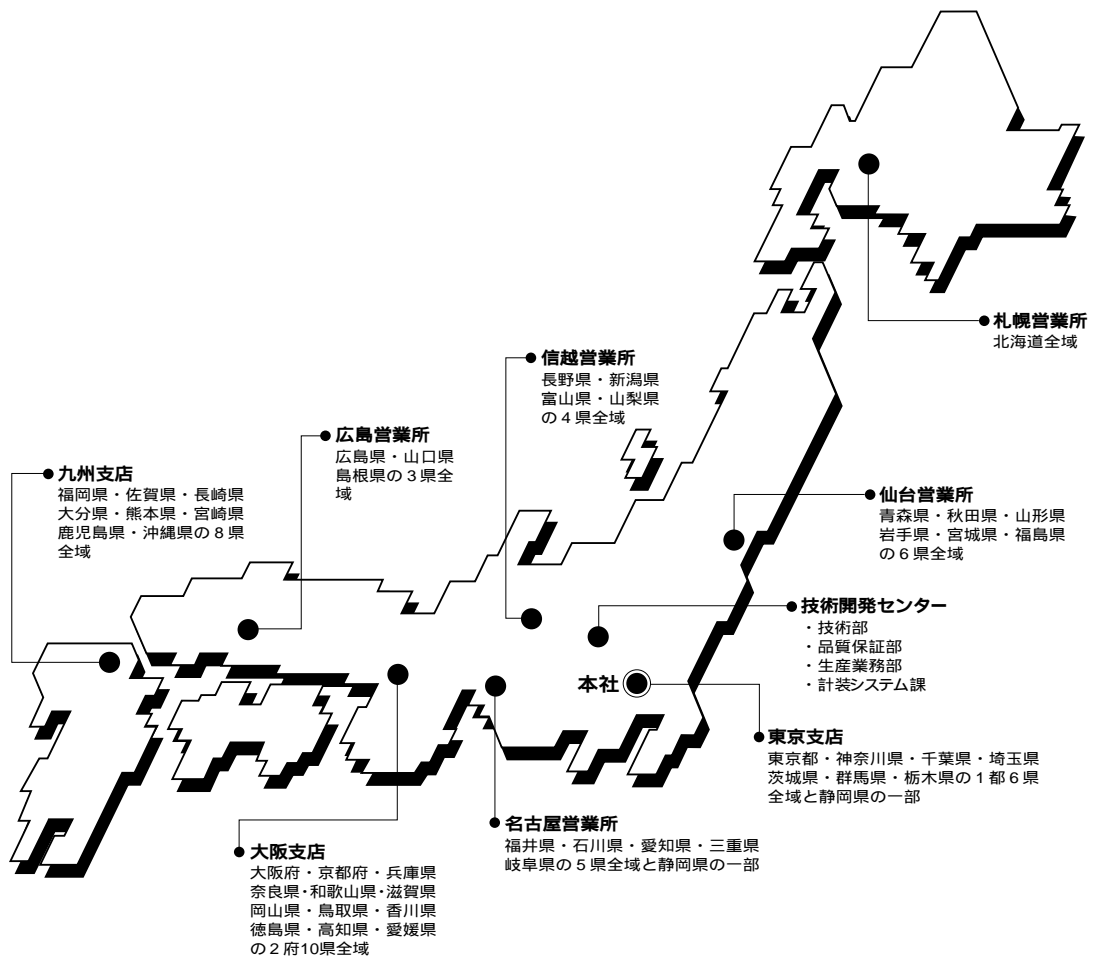 札幌営業所
北海道全域
信越営業所
長野県・新潟県
富山県・山梨県
の４県全域
広島営業所
広島県・山口県
島根県の３県全
域
九州支店
福岡県・佐賀県・長崎県
大分県・熊本県・宮崎県
鹿児島県・沖縄県の８県
全域
仙台営業所
青森県・秋田県・山形県
岩手県・宮城県・福島県
の６県全域
技術開発センター
・技術部
・品質保証部
・生産業務部
・計装システム課
本社
東京支店
東京都・神奈川県・千葉県・埼玉県
茨城県・群馬県・栃木県の１都６県
全域と静岡県の一部
名古屋営業所
福井県・石川県・愛知県・三重県
岐阜県の５県全域と静岡県の一部
大阪支店
大阪府・京都府・兵庫県
奈良県・和歌山県・滋賀県
岡山県・鳥取県・香川県
徳島県・高知県・愛媛県
の２府10県全域